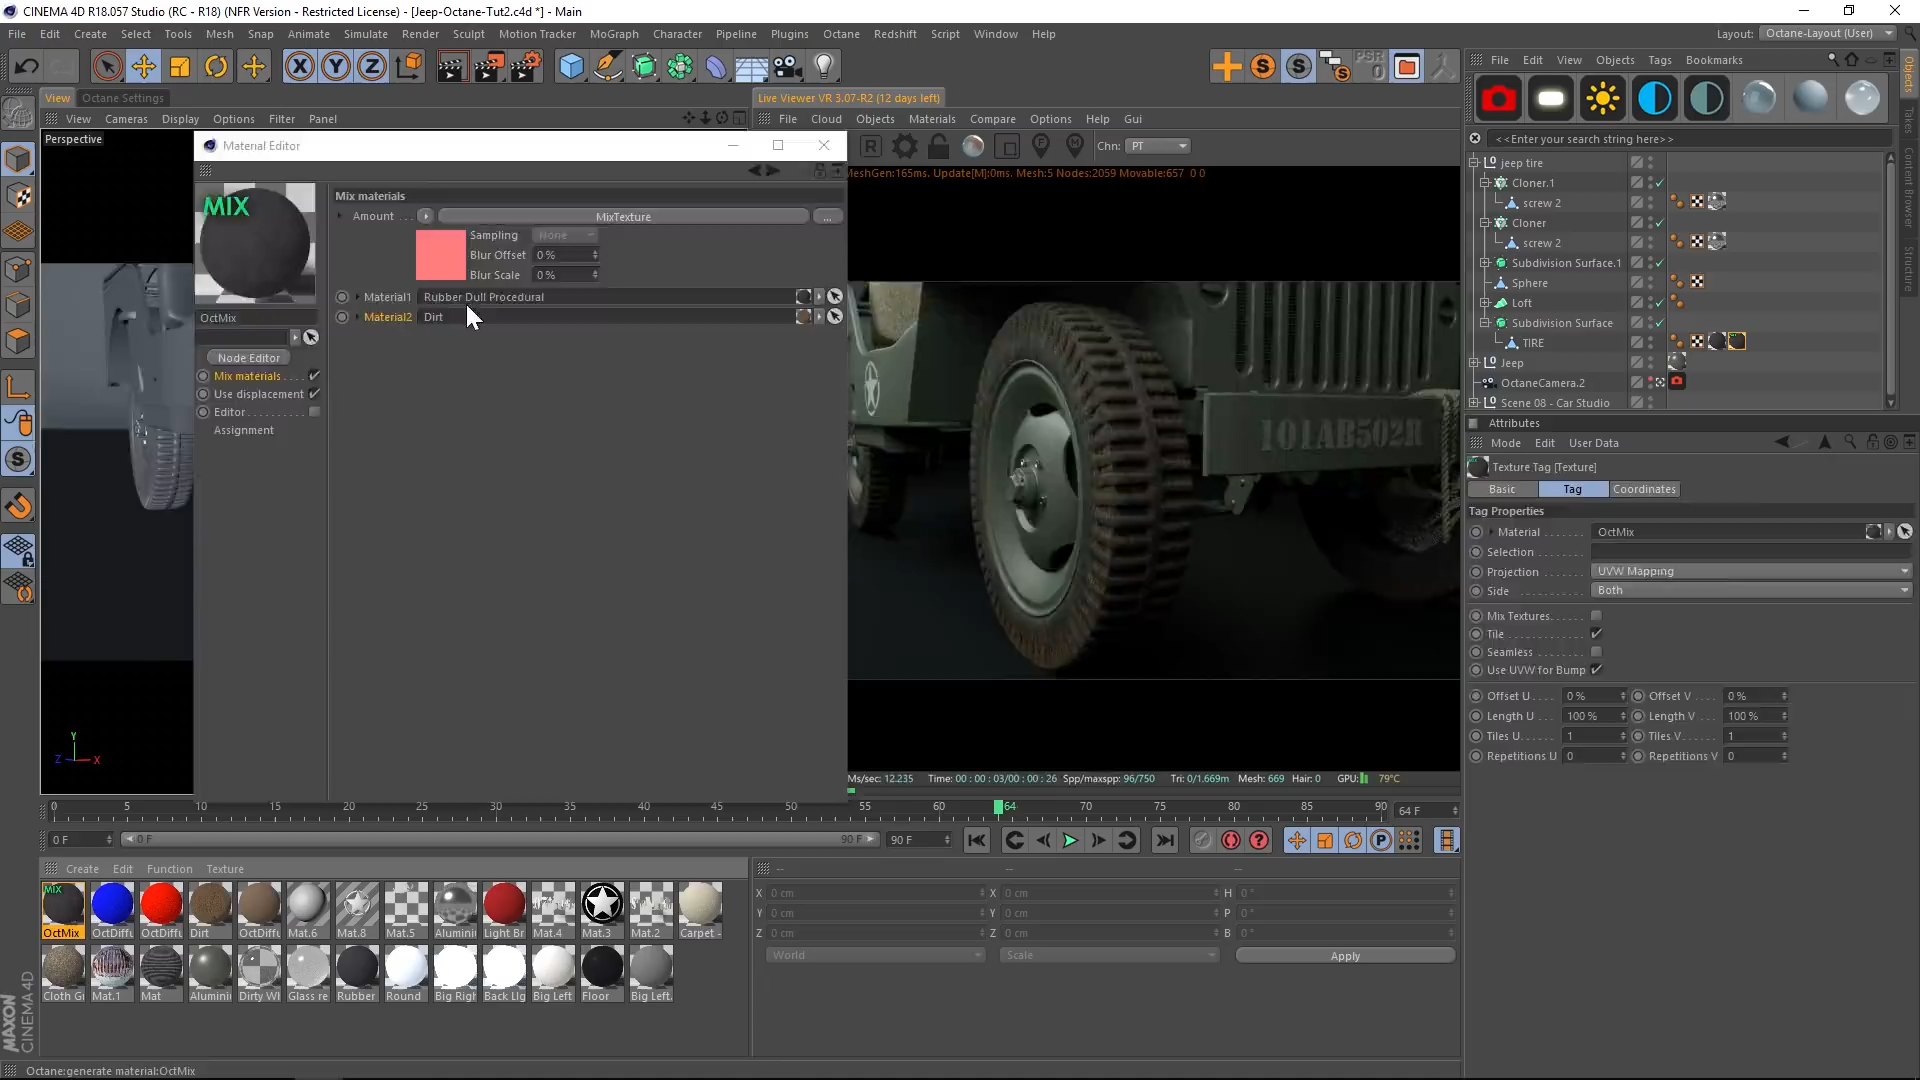 CINEMA 4D R18.057 Studio (RC - R18) (NFR Version - Restricted License) - [Jeep-Octane-Tut2.c4d *] - Main
File Edit Create Select Tools Mesh Snap Animate Simulate Render Sculpt Motion Tracker MoGraph Character Pipeline Plugins Octane Redshift Script Window Help
Layout: Octane-Layout (User)
PSR
0
View Octane Settings
View Cameras Display Options Filter Panel
Perspective
Material Editor
MIX
OctMix
Node Editor
Mix materials
Use displacement
Editor
Assignment
Mix materials
Amount MixTexture ...
Sampling None
Blur Offset 0 %
Blur Scale 0 %
Material1 Rubber Dull Procedural
Material2 Dirt
Live Viewer VR 3.07-R2 (12 days left)
File Cloud Objects Materials Compare Options Help Gui
Chn: PT
MeshGen:165ms. Update[M]:0ms. Mesh:5 Nodes:2059 Movable:657 0 0
101AB502R
Ms/sec: 12.235 Time: 00 : 00 : 03/00 : 00 : 26 Spp/maxspp: 96/750 Tri: 0/1.669m Mesh: 669 Hair: 0 GPU: 79°C
File Edit View Objects Tags Bookmarks
<<Enter your search string here>>
jeep tire
Cloner.1
screw 2
Cloner
screw 2
Subdivision Surface.1
Sphere
Loft
Subdivision Surface
TIRE
Jeep
OctaneCamera.2
Scene 08 - Car Studio
Objects
Takes
Content Browser
Structure
Attributes
Mode Edit User Data
Texture Tag [Texture]
Basic Tag Coordinates
Tag Properties
Material OctMix
Selection
Projection UVW Mapping
Side Both
Mix Textures
Tile
Seamless
Use UVW for Bump
Offset U 0 % Offset V 0 %
Length U 100 % Length V 100 %
Tiles U 1 Tiles V 1
Repetitions U 0 Repetitions V 0
Y
Z X
0 5 10 15 20 25 30 35 40 45 50 55 60 64 70 75 80 85 90 64 F
0 F 0 F 90 F 90 F
Create Edit Function Texture
MIX
OctMix OctDiffu OctDiffu Dirt OctDiffu Mat.6 Mat.8 Mat.5 Alumini Light Br Mat.4 Mat.3 Mat.2 Carpet -
Cloth Gr Mat.1 Mat Alumini Dirty Wi Glass re Rubber Round Big Righ Back Lig Big Left Floor Big Left.
-- -- --
X 0 cm X 0 cm H 0 °
Y 0 cm Y 0 cm P 0 °
Z 0 cm Z 0 cm B 0 °
World Scale Apply
MAXON
CINEMA 4D
Octane:generate material:OctMix